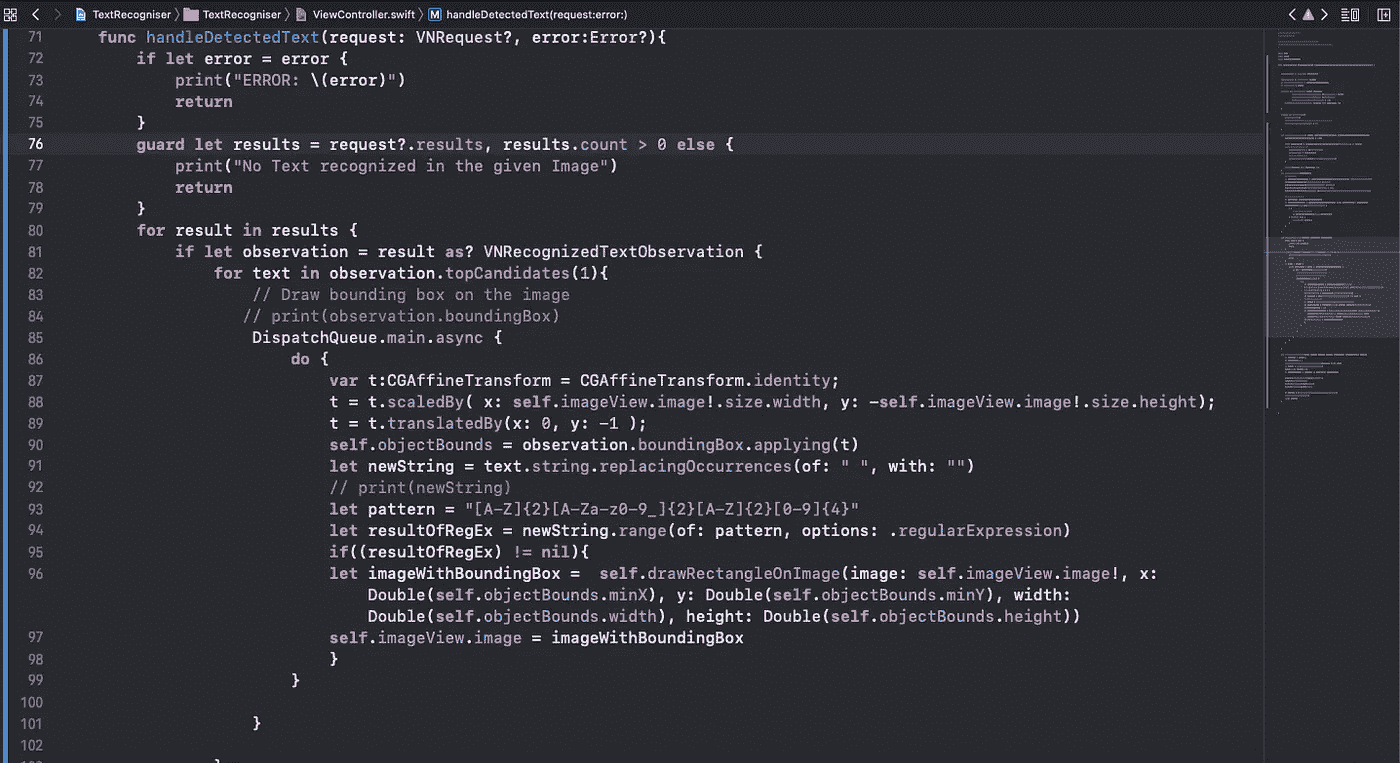 TextRecogniser TextRecogniser ViewController.swift M handleDetectedText(request:error:)
71 func handleDetectedText(request: VNRequest?, error:Error?){
72 if let error = error {
73 print("ERROR: \(error)")
74 return
75 }
76 guard let results = request?.results, results.count > 0 else {
77 print("No Text recognized in the given Image")
78 return
79 }
80 for result in results {
81 if let observation = result as? VNRecognizedTextObservation {
82 for text in observation.topCandidates(1){
83 // Draw bounding box on the image
84 // print(observation.boundingBox)
85 DispatchQueue.main.async {
86 do {
87 var t:CGAffineTransform = CGAffineTransform.identity;
88 t = t.scaledBy( x: self.imageView.image!.size.width, y: -self.imageView.image!.size.height);
89 t = t.translatedBy(x: 0, y: -1 );
90 self.objectBounds = observation.boundingBox.applying(t)
91 let newString = text.string.replacingOccurrences(of: " ", with: "")
92 // print(newString)
93 let pattern = "[A-Z]{2}[A-Za-z0-9_]{2}[A-Z]{2}[0-9]{4}"
94 let resultOfRegEx = newString.range(of: pattern, options: .regularExpression)
95 if((resultOfRegEx) != nil){
96 let imageWithBoundingBox =  self.drawRectangleOnImage(image: self.imageView.image!, x:
Double(self.objectBounds.minX), y: Double(self.objectBounds.minY), width:
Double(self.objectBounds.width), height: Double(self.objectBounds.height))
97 self.imageView.image = imageWithBoundingBox
98 }
99 }
100
101 }
102